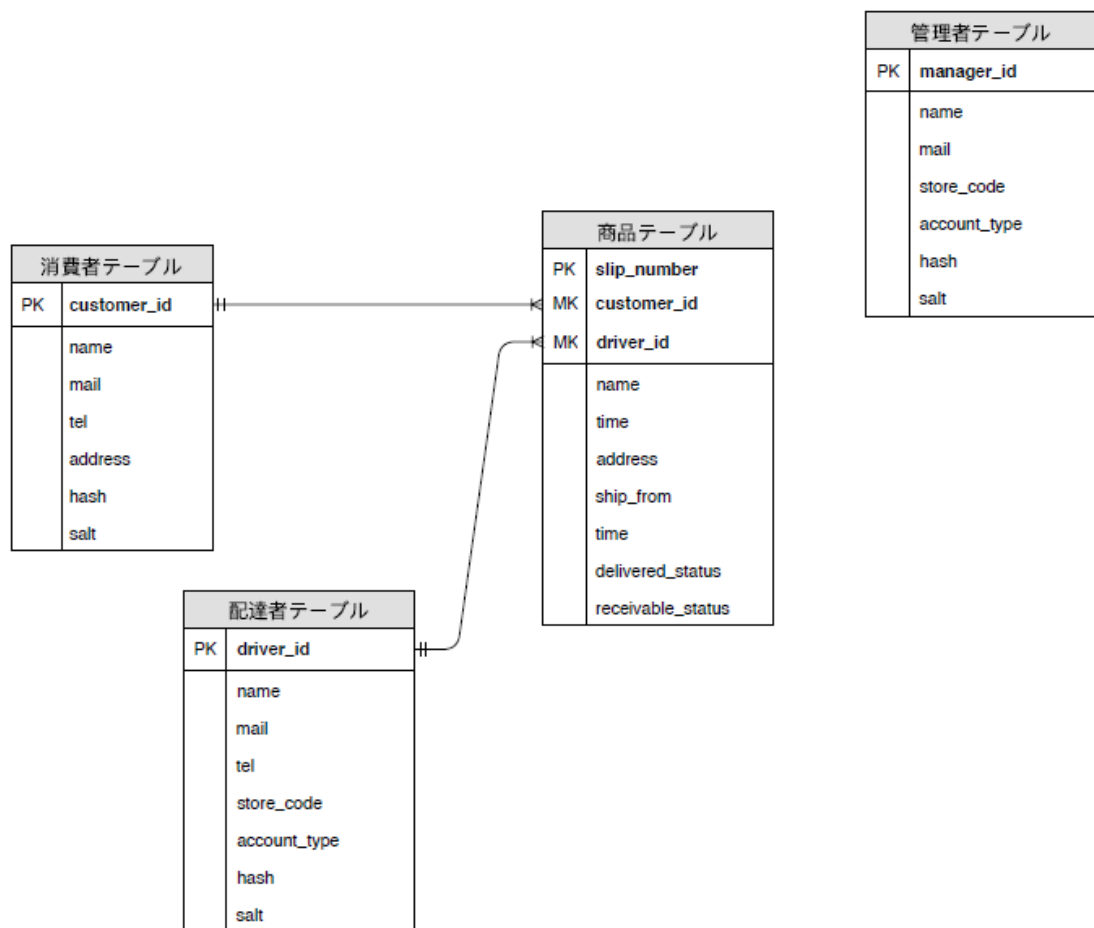 管理者テーブル
PK manager_id
name
mail
store_code
account_type
hash
salt
消費者テーブル
PK customer_id
name
mail
tel
address
hash
salt
商品テーブル
PK slip_number
MK customer_id
MK driver_id
name
time
address
ship_from
time
delivered_status
receivable_status
配達者テーブル
PK driver_id
name
mail
tel
store_code
account_type
hash
salt